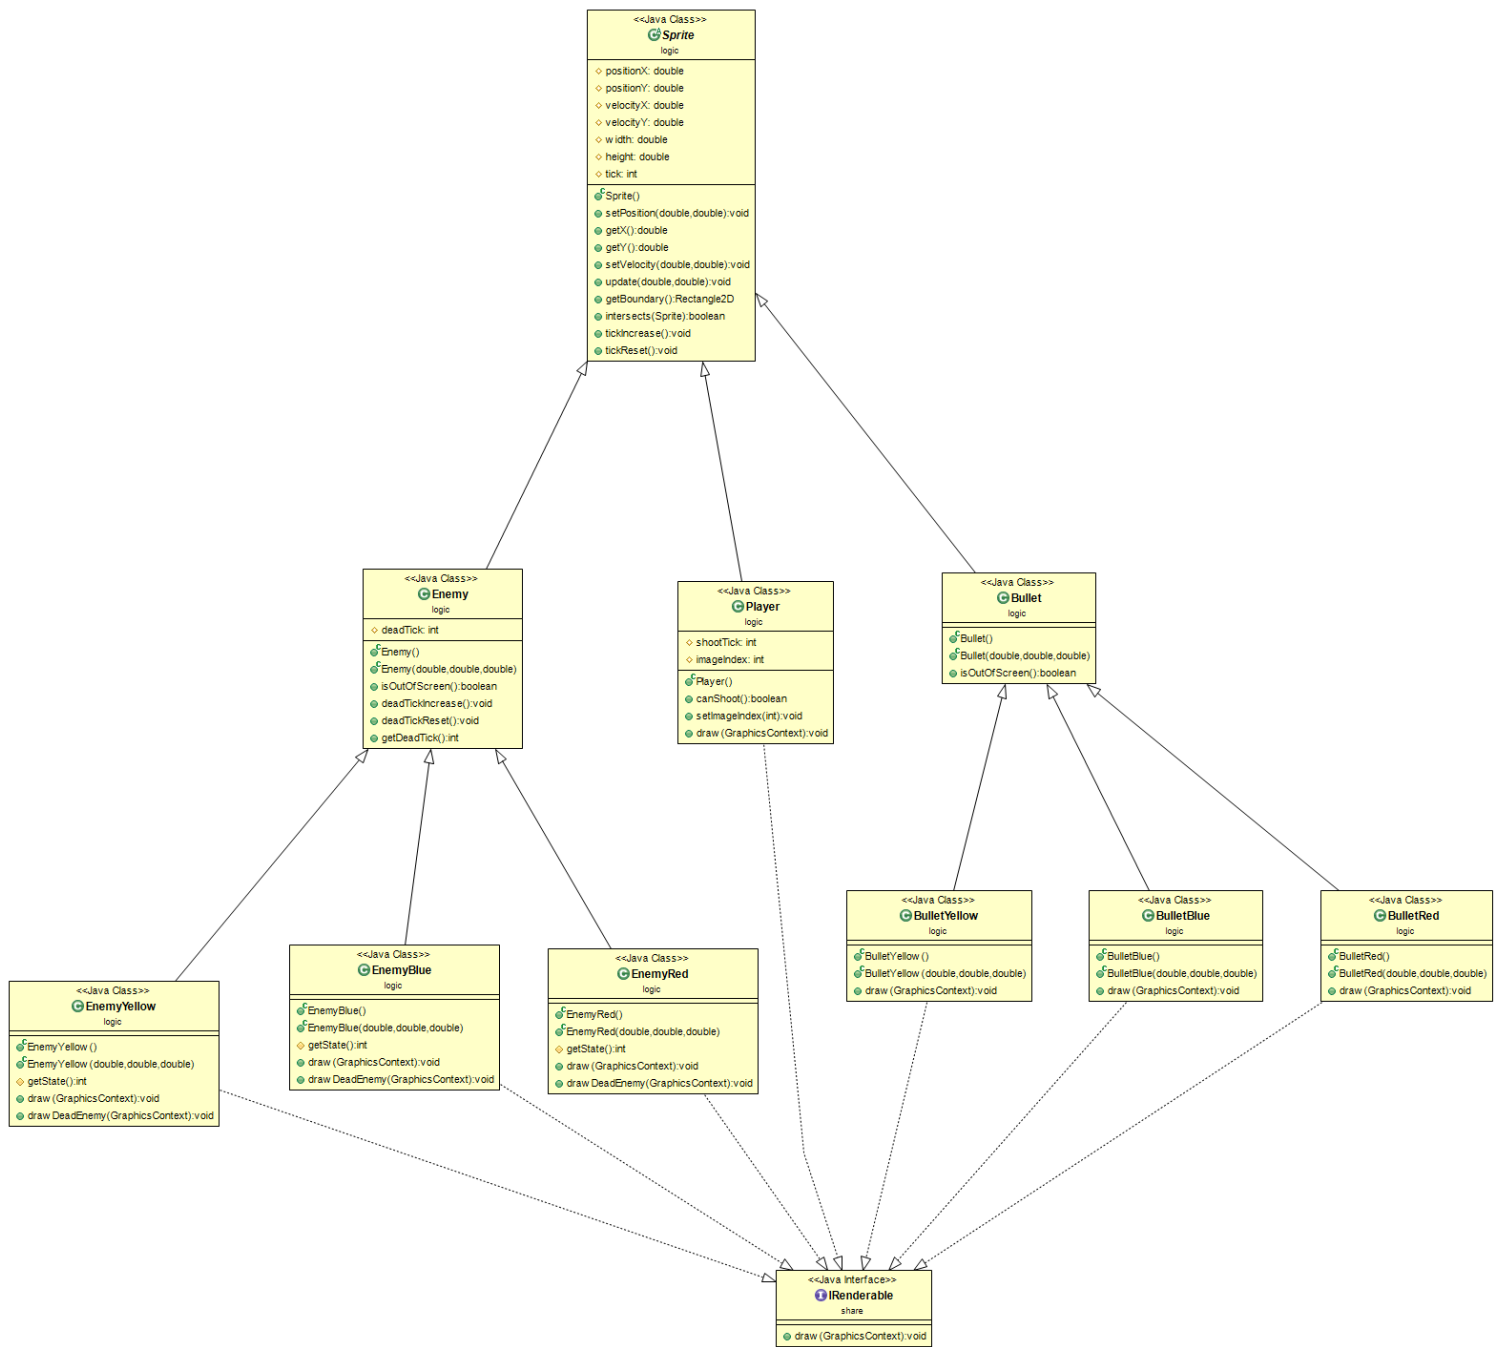 <<Java Class>>
Sprite
logic
positionX: double
positionY: double
velocityX: double
velocityY: double
width: double
height: double
tick: int
Sprite()
setPosition(double,double):void
getX():double
getY():double
setVelocity(double,double):void
update(double,double):void
getBoundary():Rectangle2D
intersects(Sprite):boolean
tickIncrease():void
tickReset():void
<<Java Class>>
Enemy
logic
deadTick: int
Enemy()
Enemy(double,double,double)
isOutOfScreen():boolean
deadTickIncrease():void
deadTickReset():void
getDeadTick():int
<<Java Class>>
Player
logic
shootTick: int
imageIndex: int
Player()
canShoot():boolean
setImageIndex(int):void
draw(GraphicsContext):void
<<Java Class>>
Bullet
logic
Bullet()
Bullet(double,double,double)
isOutOfScreen():boolean
<<Java Class>>
EnemyYellow
logic
EnemyYellow()
EnemyYellow(double,double,double)
getState():int
draw(GraphicsContext):void
drawDeadEnemy(GraphicsContext):void
<<Java Class>>
EnemyBlue
logic
EnemyBlue()
EnemyBlue(double,double,double)
getState():int
draw(GraphicsContext):void
drawDeadEnemy(GraphicsContext):void
<<Java Class>>
EnemyRed
logic
EnemyRed()
EnemyRed(double,double,double)
getState():int
draw(GraphicsContext):void
drawDeadEnemy(GraphicsContext):void
<<Java Class>>
BulletYellow
logic
BulletYellow()
BulletYellow(double,double,double)
draw(GraphicsContext):void
<<Java Class>>
BulletBlue
logic
BulletBlue()
BulletBlue(double,double,double)
draw(GraphicsContext):void
<<Java Class>>
BulletRed
logic
BulletRed()
BulletRed(double,double,double)
draw(GraphicsContext):void
<<Java Interface>>
IRenderable
share
draw(GraphicsContext):void